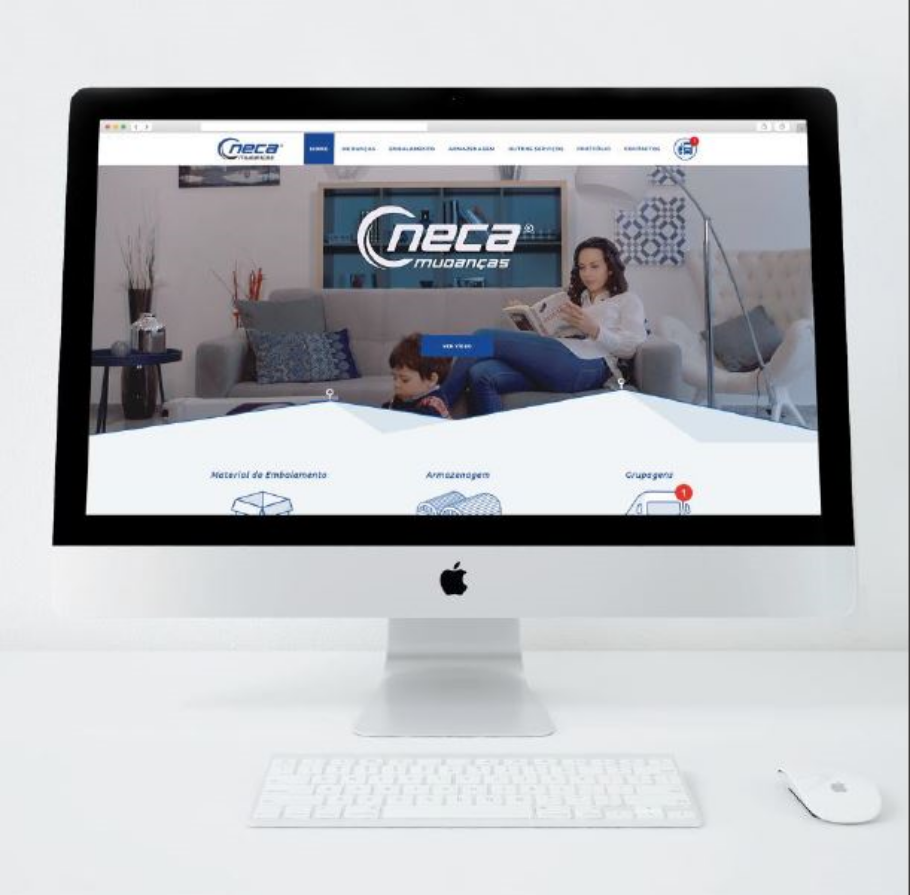 neca
mudanças
HOME MUDANÇAS EMBALAMENTO ARMAZENAGEM OUTROS SERVIÇOS PORTFÓLIO CONTACTOS
neca®
mudanças
VER VÍDEO
Material de Embalamento Armazenagem Grupagens
1